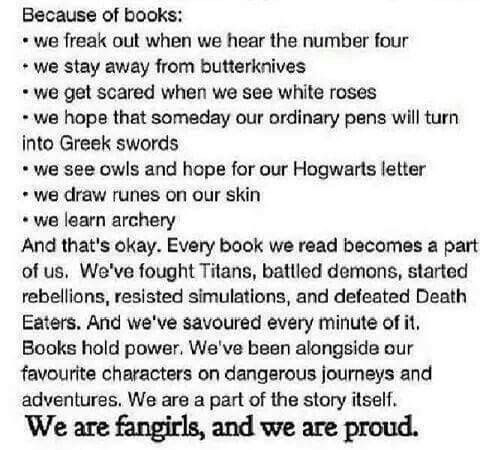 Because of books:
• we freak out when we hear the number four
• we stay away from butterknives
• we get scared when we see white roses
• we hope that someday our ordinary pens will turn
into Greek swords
• we see owls and hope for our Hogwarts letter
• we draw runes on our skin
• we learn archery
And that's okay. Every book we read becomes a part
of us. We've fought Titans, battled demons, started
rebellions, resisted simulations, and defeated Death
Eaters. And we've savoured every minute of it.
Books hold power. We've been alongside our
favourite characters on dangerous journeys and
adventures. We are a part of the story itself.
We are fangirls, and we are proud.